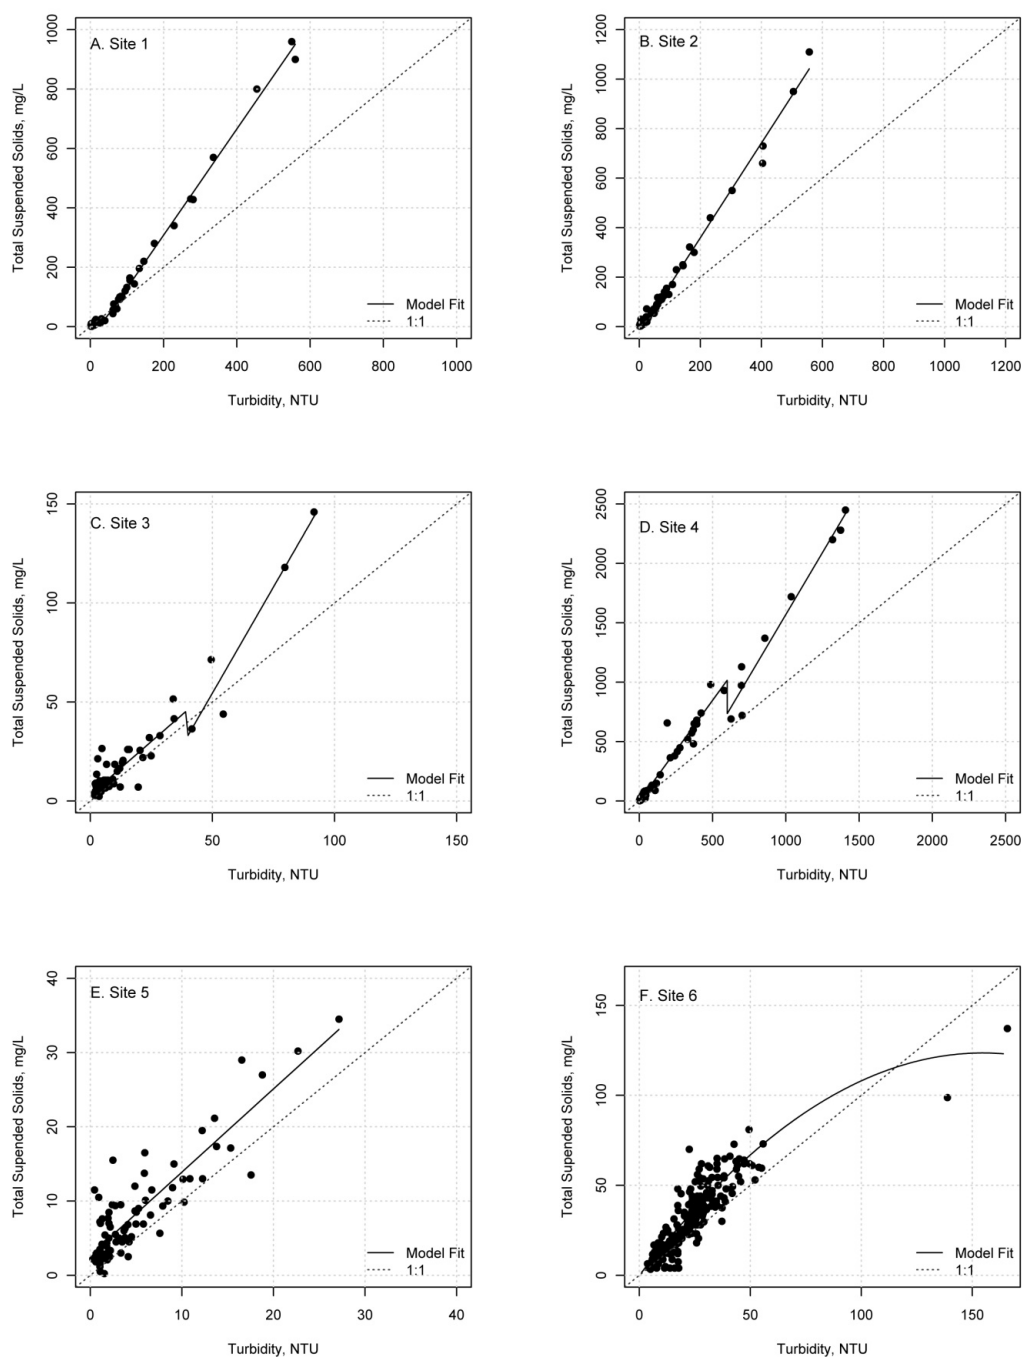 A. Site 1
Total Suspended Solids, mg/L
0 200 400 600 800 1000
Model Fit
1:1
0 200 400 600 800 1000
Turbidity, NTU
B. Site 2
Total Suspended Solids, mg/L
0 200 400 600 800 1000 1200
Model Fit
1:1
0 200 400 600 800 1000 1200
Turbidity, NTU
C. Site 3
Total Suspended Solids, mg/L
0 50 100 150
Model Fit
1:1
0 50 100 150
Turbidity, NTU
D. Site 4
Total Suspended Solids, mg/L
0 500 1000 1500 2000 2500
Model Fit
1:1
0 500 1000 1500 2000 2500
Turbidity, NTU
E. Site 5
Total Supended Solids, mg/L
0 10 20 30 40
Model Fit
1:1
0 10 20 30 40
Turbidity, NTU
F. Site 6
Total Supended Solids, mg/L
0 50 100 150
Model Fit
1:1
0 50 100 150
Turbidity, NTU